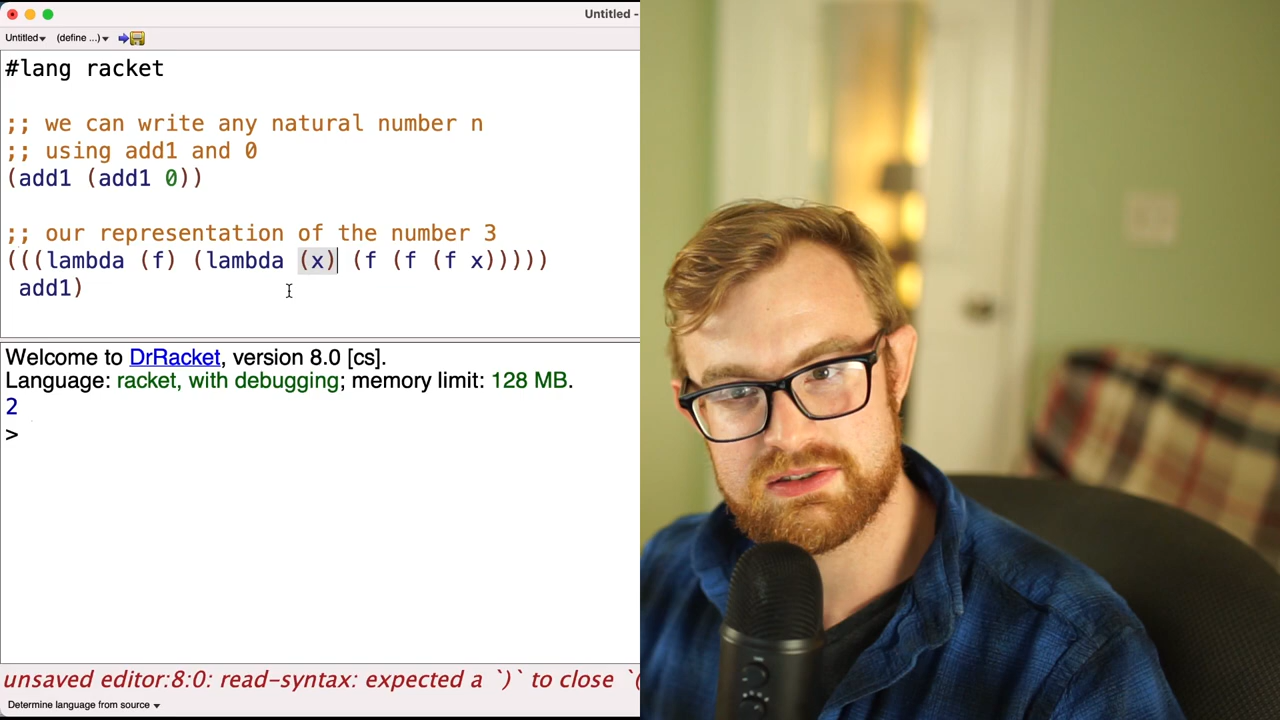 Untitled -
Untitled (define ...)
#lang racket
;; we can write any natural number n
;; using add1 and 0
(add1 (add1 0))
;; our representation of the number 3
(((lambda (f) (lambda (x) (f (f (f x)))))
add1)
Welcome to DrRacket, version 8.0 [cs].
Language: racket, with debugging; memory limit: 128 MB.
2
>
unsaved editor:8:0: read-syntax: expected a `)` to close `(
Determine language from source